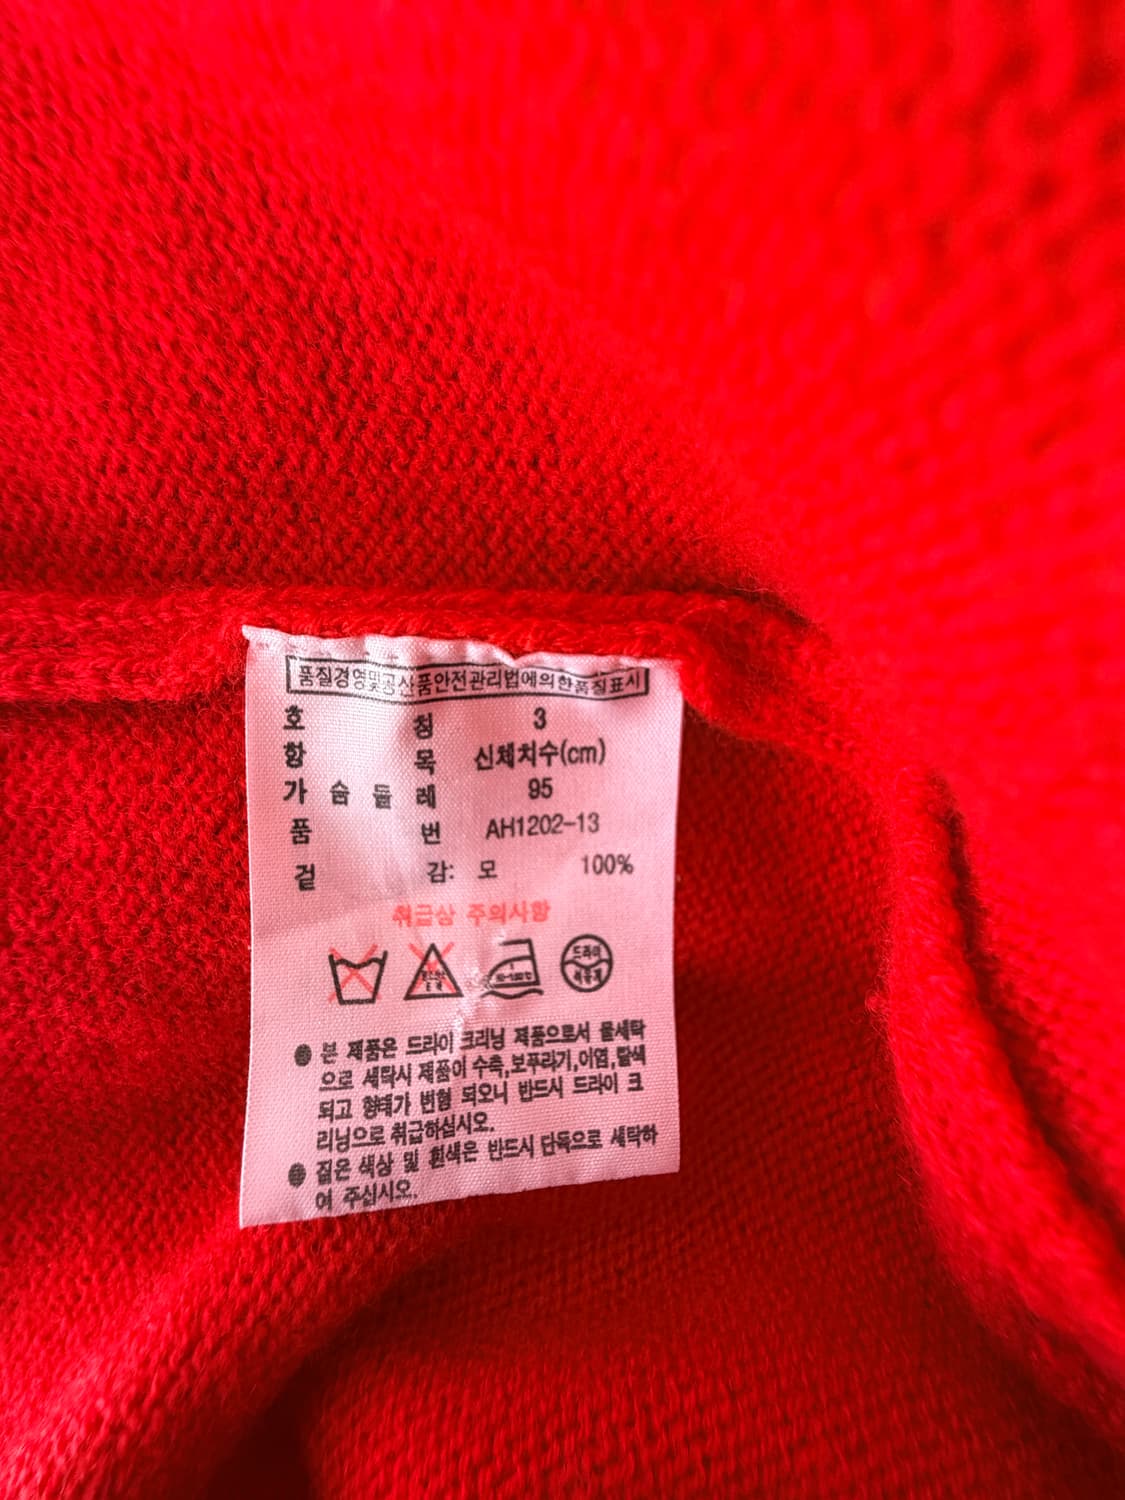 품질경영및공산품안전관리법에의한품질표시
호 칭 3
항 목 신체치수(cm)
가 슴 둘 레 95
품 번 AH1202-13
겉 감: 모 100%
취급상 주의사항
드라이
● 본 제품은 드라이 크리닝 제품으로서 물세탁
으로 세탁시 제품이 수축,보푸라기,이염,탈색
되고 형태가 변형 되오니 반드시 드라이 크
리닝으로 취급하십시오.
● 짙은 색상 및 흰색은 반드시 단독으로 세탁하
여 주십시오.